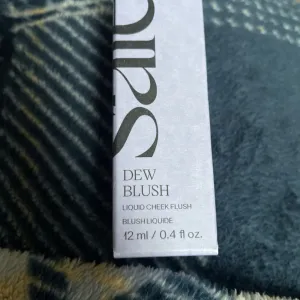 DEW
BLUSH
LIQUID CHEEK FLUSH
BLUSH LIQUIDE
12 ml / 0.4 fl oz.